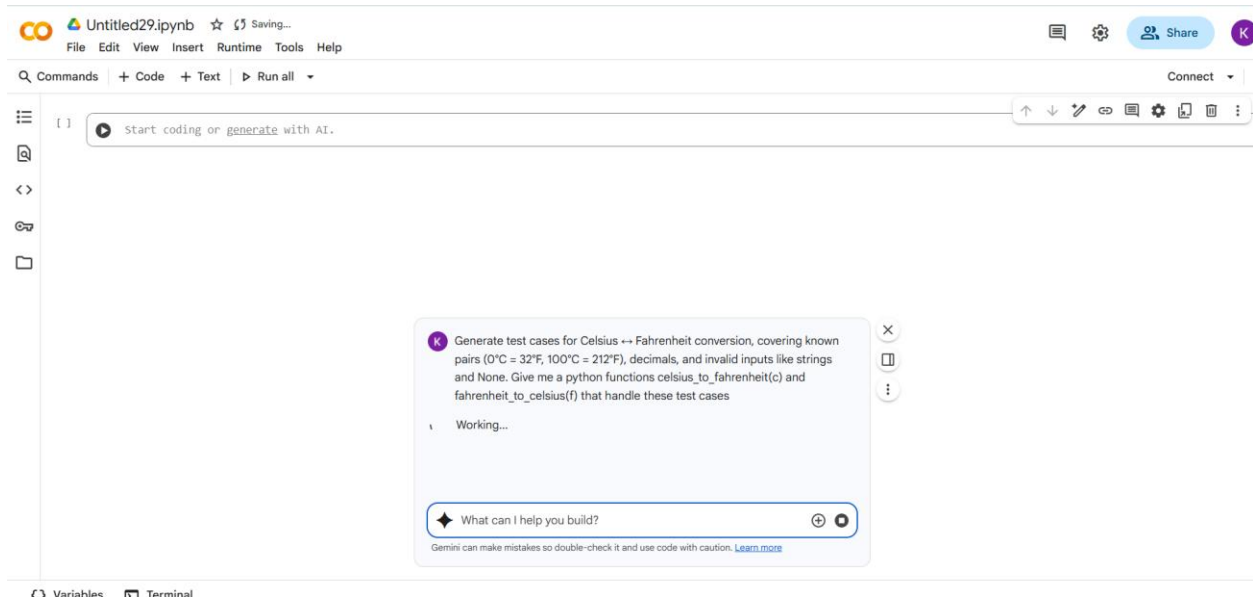 CO Untitled29.ipynb Saving...
File Edit View Insert Runtime Tools Help
Share K
Commands + Code + Text Run all Connect
[ ] Start coding or generate with AI.
K Generate test cases for Celsius ↔ Fahrenheit conversion, covering known
pairs (0°C = 32°F, 100°C = 212°F), decimals, and invalid inputs like strings
and None. Give me a python functions celsius_to_fahrenheit(c) and
fahrenheit_to_celsius(f) that handle these test cases
Working...
What can I help you build?
Gemini can make mistakes so double-check it and use code with caution. Learn more
Variables Terminal